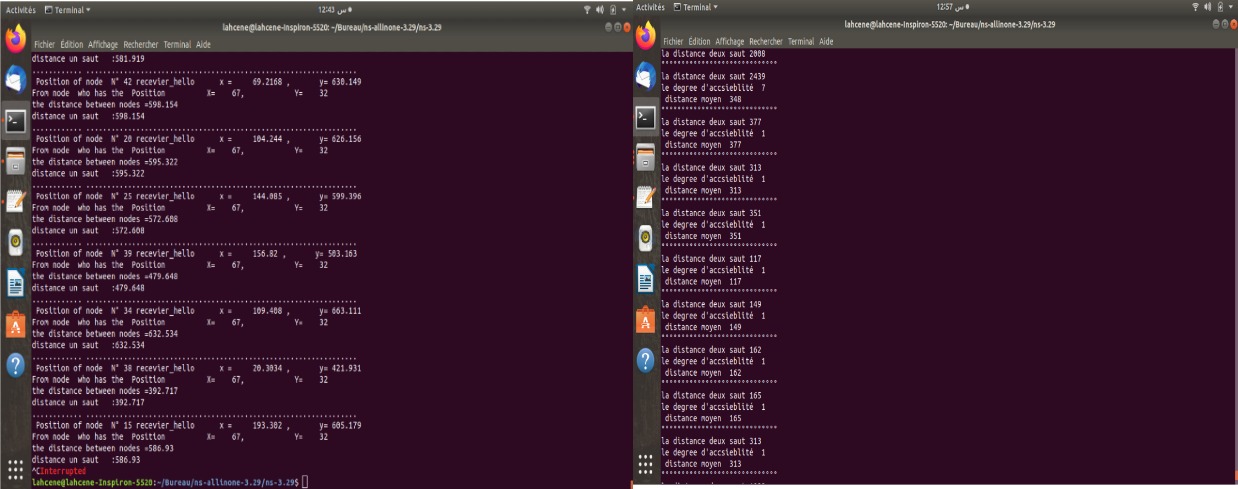 Activités Terminal 12:43 س
lahcene@lahcene-Inspiron-5520: ~/Bureau/ns-allinone-3.29/ns-3.29
Fichier Édition Affichage Rechercher Terminal Aide
distance un saut :581.919
............ ..................................................................
Position of node N° 42 recevier_hello x = 69.2168 , y= 630.149
From node who has the Position X= 67, Y= 32
the distance between nodes =598.154
distance un saut :598.154
............ ..................................................................
Position of node N° 20 recevier_hello x = 104.244 , y= 626.156
From node who has the Position X= 67, Y= 32
the distance between nodes =595.322
distance un saut :595.322
............ ..................................................................
Position of node N° 25 recevier_hello x = 144.085 , y= 599.396
From node who has the Position X= 67, Y= 32
the distance between nodes =572.608
distance un saut :572.608
............ ..................................................................
Position of node N° 39 recevier_hello x = 156.82 , y= 503.163
From node who has the Position X= 67, Y= 32
the distance between nodes =479.648
distance un saut :479.648
............ ..................................................................
Position of node N° 34 recevier_hello x = 109.408 , y= 663.111
From node who has the Position X= 67, Y= 32
the distance between nodes =632.534
distance un saut :632.534
............ ..................................................................
Position of node N° 38 recevier_hello x = 20.3034 , y= 421.931
From node who has the Position X= 67, Y= 32
the distance between nodes =392.717
distance un saut :392.717
............ ..................................................................
Position of node N° 15 recevier_hello x = 193.302 , y= 605.179
From node who has the Position X= 67, Y= 32
the distance between nodes =586.93
distance un saut :586.93
^CInterrupted
lahcene@lahcene-Inspiron-5520:~/Bureau/ns-allinone-3.29/ns-3.29$
Activités Terminal 12:57 س
lahcene@lahcene-Inspiron-5520: ~/Bureau/ns-allinone-3.29/ns-3.29
Fichier Édition Affichage Rechercher Terminal Aide
la distance deux saut 2008
****************************
la distance deux saut 2439
le degree d'accsieblité 7
distance moyen 348
****************************
la distance deux saut 377
le degree d'accsieblité 1
distance moyen 377
****************************
la distance deux saut 313
le degree d'accsieblité 1
distance moyen 313
****************************
la distance deux saut 351
le degree d'accsieblité 1
distance moyen 351
****************************
la distance deux saut 117
le degree d'accsieblité 1
distance moyen 117
****************************
la distance deux saut 149
le degree d'accsieblité 1
distance moyen 149
****************************
la distance deux saut 162
le degree d'accsieblité 1
distance moyen 162
****************************
la distance deux saut 165
le degree d'accsieblité 1
distance moyen 165
****************************
la distance deux saut 313
le degree d'accsieblité 1
distance moyen 313
****************************